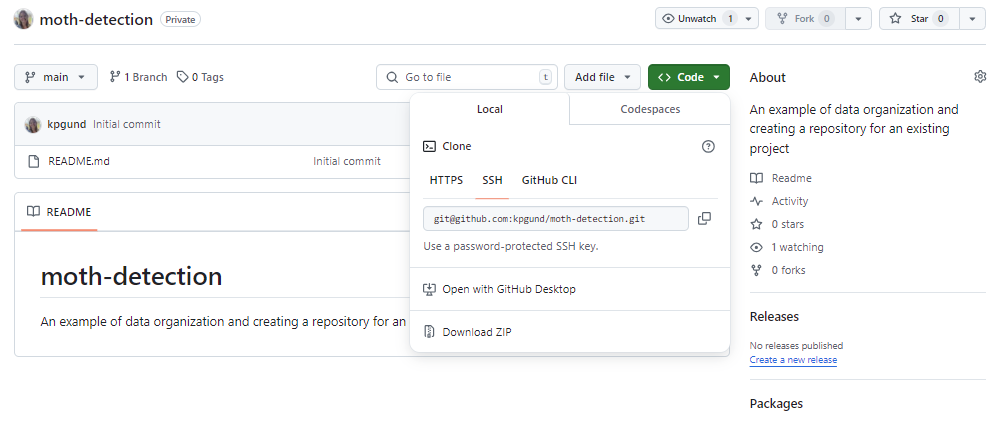 moth-detection Private Unwatch 1 Fork 0 Star 0
main 1 Branch 0 Tags Go to file t Add file Code
Local Codespaces
kpgund Initial commit
README.md Initial commit
README
moth-detection
An example of data organization and creating a repository for an
Clone
HTTPS SSH GitHub CLI
git@github.com:kpgund/moth-detection.git
Use a password-protected SSH key.
Open with GitHub Desktop
Download ZIP
About
An example of data organization and
creating a repository for an existing
project
Readme
Activity
0 stars
1 watching
0 forks
Releases
No releases published
Create a new release
Packages